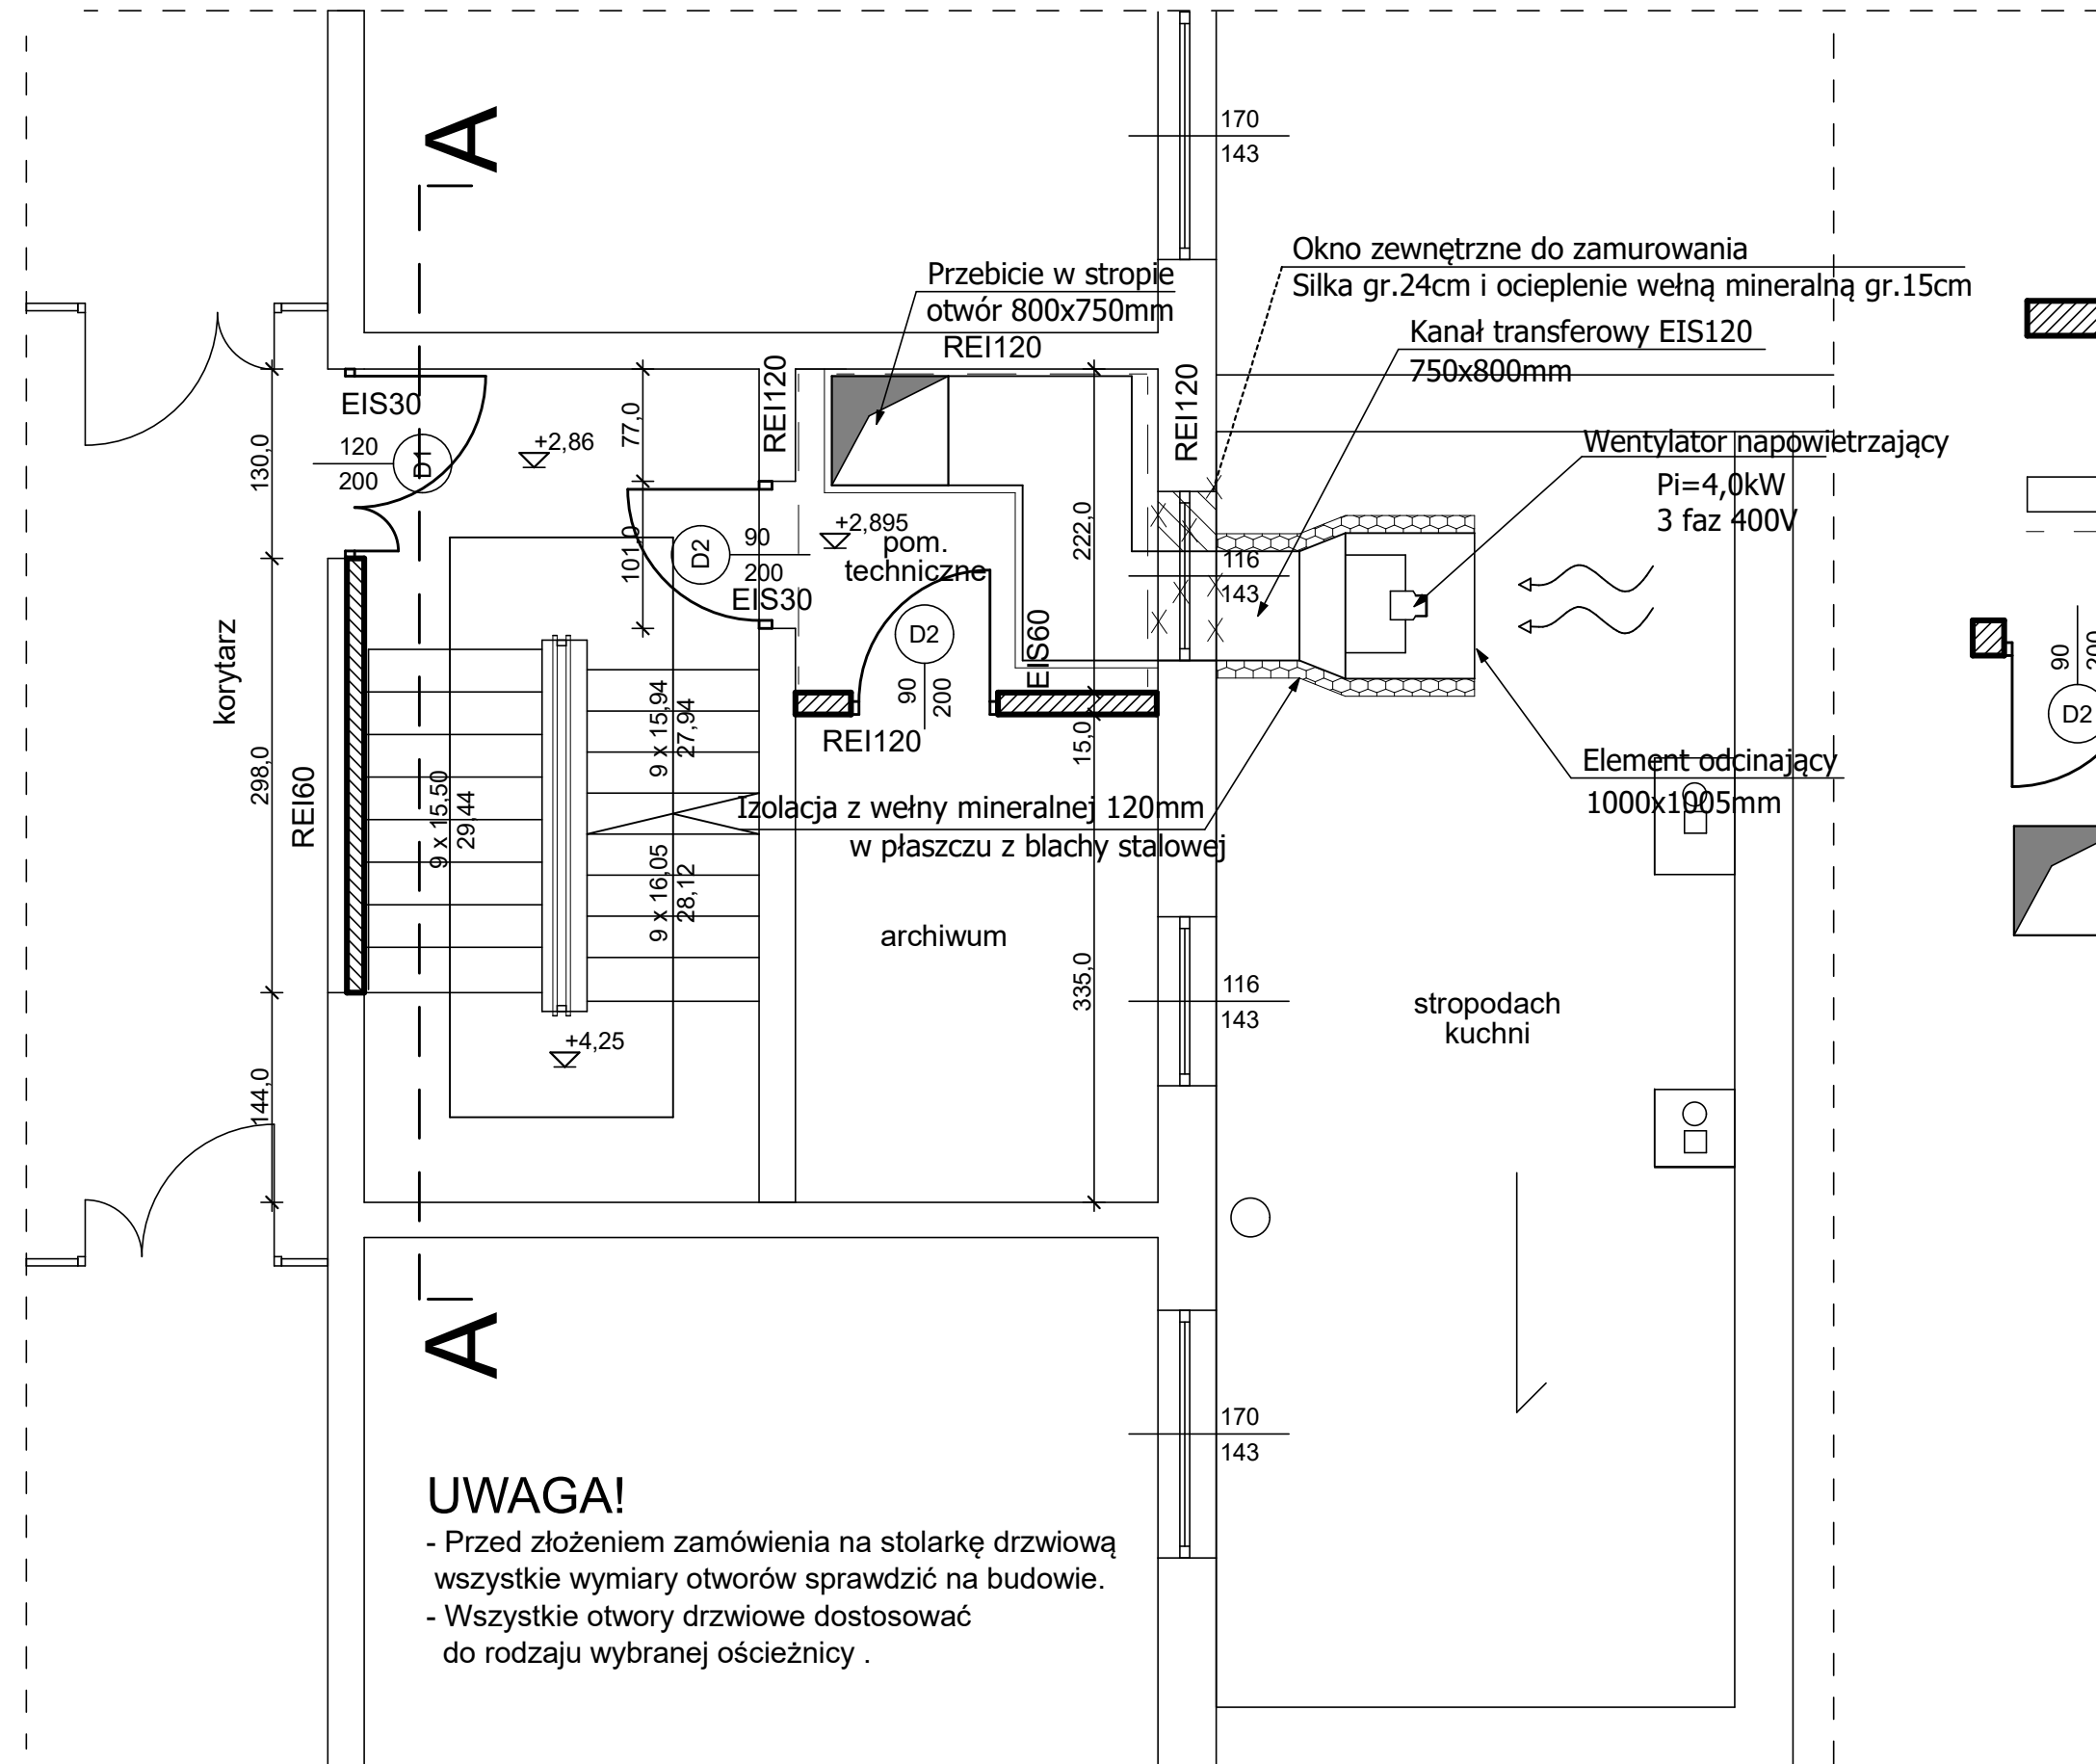 A
170
143
Okno zewnętrzne do zamurowania
Silka gr.24cm i ocieplenie wełną mineralną gr.15cm
Przebicie w stropie
otwór 800x750mm
REI120
Kanał transferowy EIS120
750x800mm
REI120
REI120
EIS30
120
200
D1
130,0
+2,86
77,0
Wentylator napowietrzający
Pi=4,0kW
3 faz 400V
101,0
D2
90
200
EIS30
+2,895
pom.
techniczne
222,0
116
143
D2
90
200
EIS60
REI120
15,0
korytarz
298,0
REI60
9 x 15,50
29,44
9 x 15,94
27,94
9 x 16,05
28,12
Izolacja z wełny mineralnej 120mm
w płaszczu z blachy stalowej
Element odcinający
1000x1005mm
90
200
D2
archiwum
335,0
116
143
stropodach
kuchni
+4,25
144,0
A
170
143
UWAGA!
- Przed złożeniem zamówienia na stolarkę drzwiową
wszystkie wymiary otworów sprawdzić na budowie.
- Wszystkie otwory drzwiowe dostosować
do rodzaju wybranej ościeżnicy .